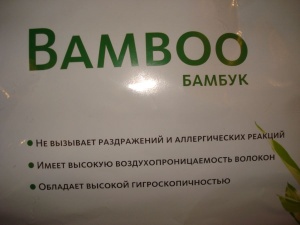 BAMBOO
БАМБУК
• НЕ ВЫЗЫВАЕТ РАЗДРАЖЕНИЙ И АЛЛЕРГИЧЕСКИХ РЕАКЦИЙ
• ИМЕЕТ ВЫСОКУЮ ВОЗДУХОПРОНИЦАЕМОСТЬ ВОЛОКОН
• ОБЛАДАЕТ ВЫСОКОЙ ГИГРОСКОПИЧНОСТЬЮ